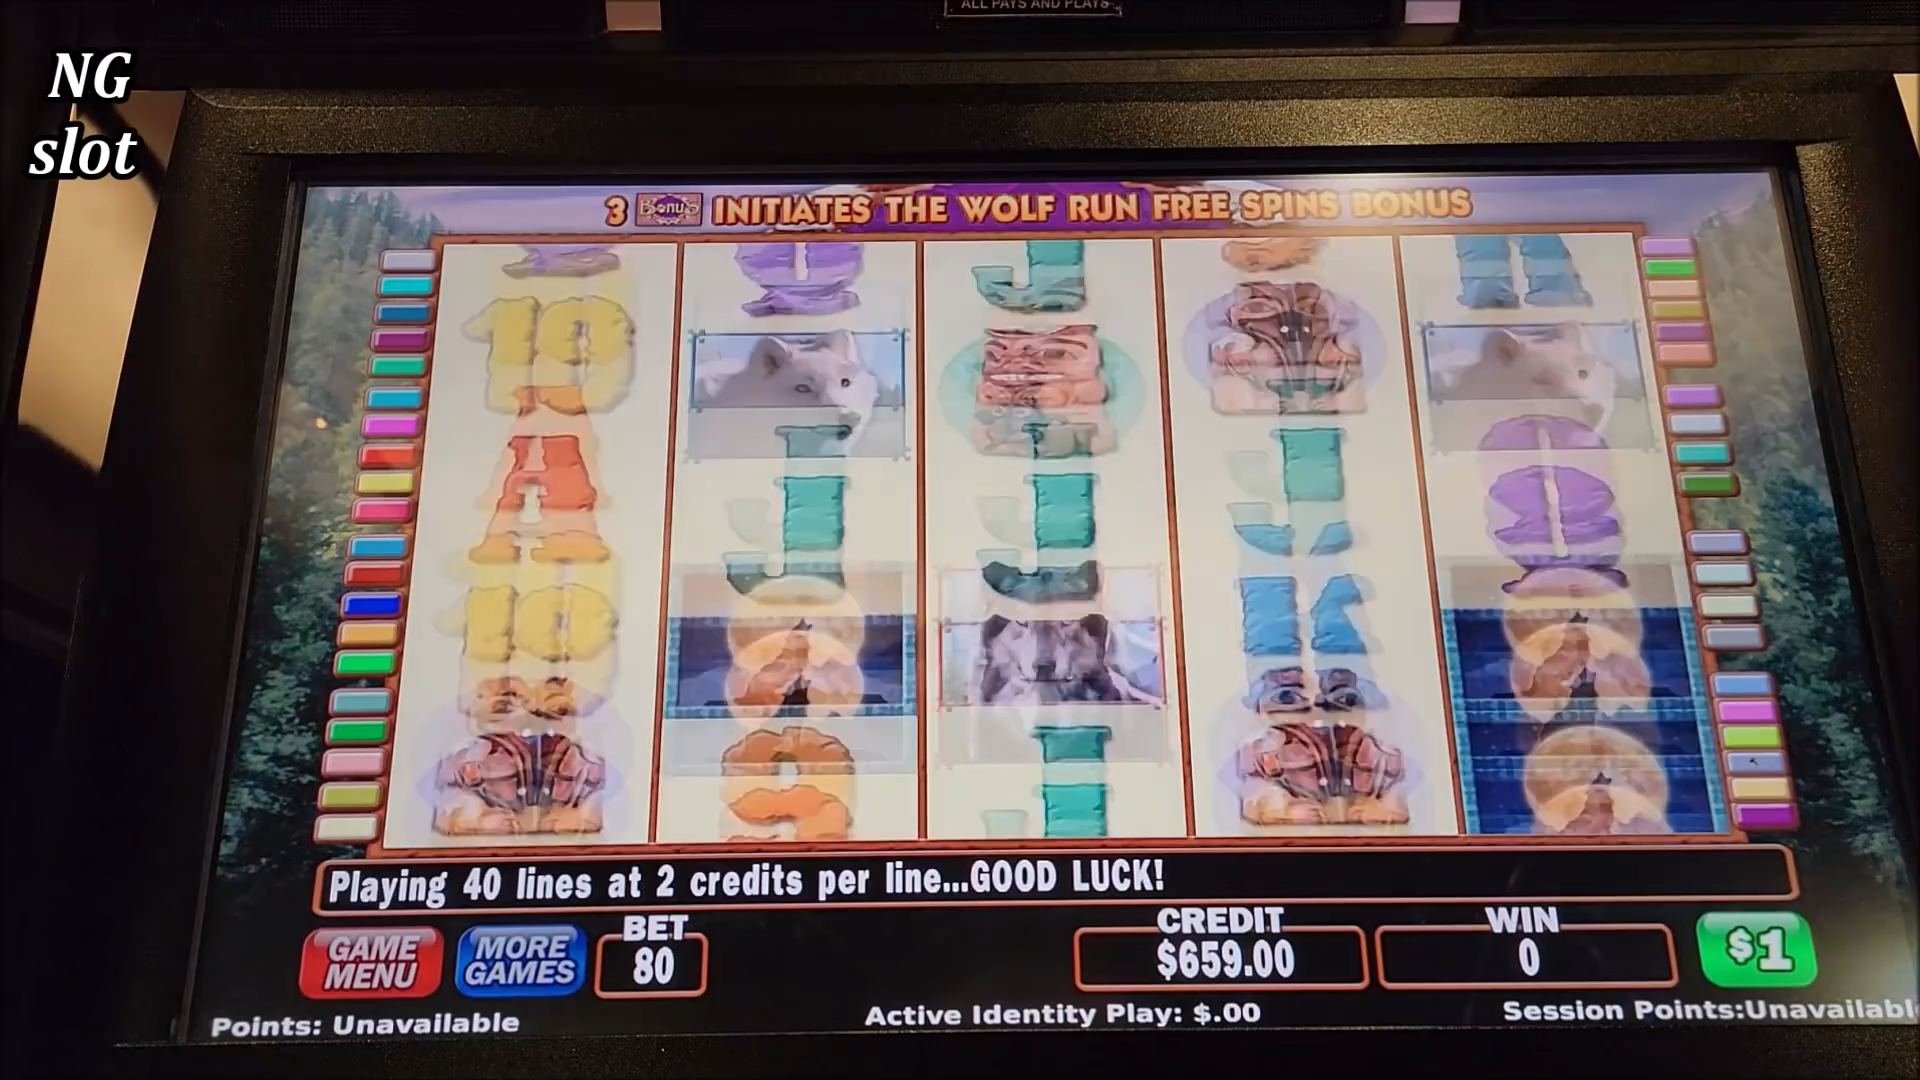 ALL PAYS AND PLAYS
NG
slot
3 BONUS INITIATES THE WOLF RUN FREE SPINS BONUS
Playing 40 lines at 2 credits per line...GOOD LUCK!
GAME
MENU
MORE
GAMES
BET
80
CREDIT
$659.00
WIN
0
$1
Points: Unavailable
Active Identity Play: $.00
Session Points:Unavailabl